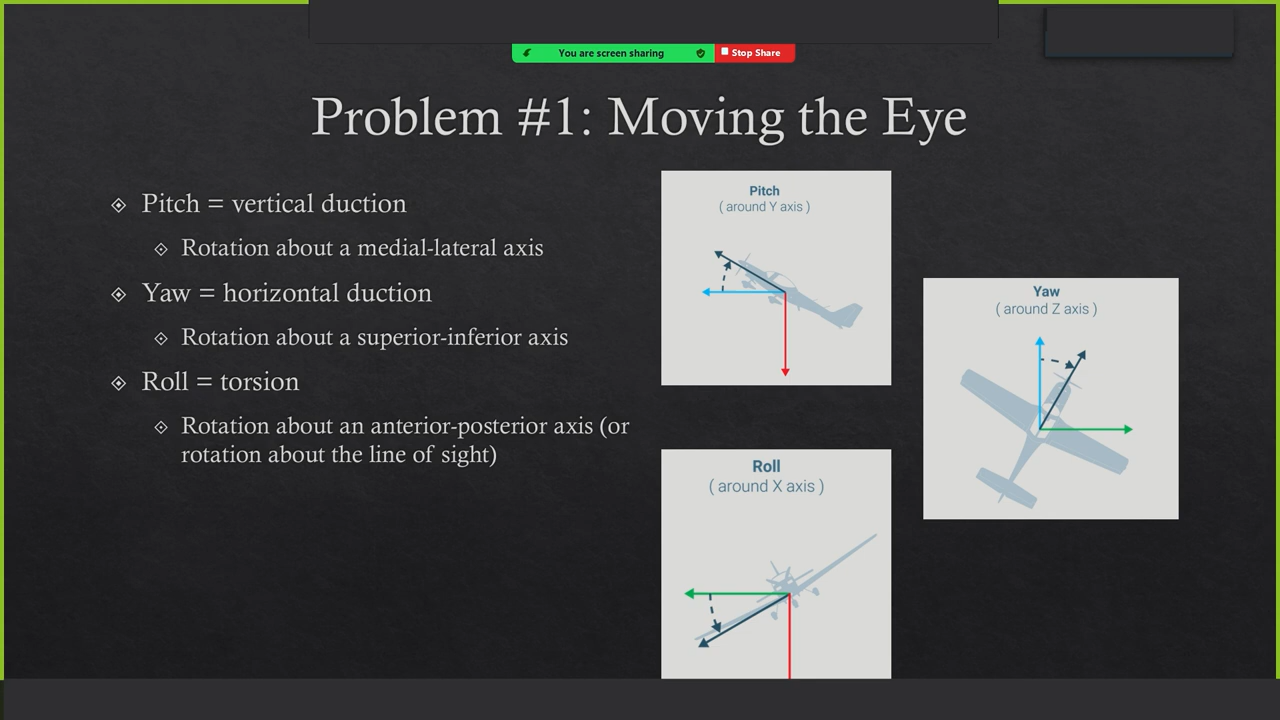 You are screen sharing
Stop Share
Problem #1: Moving the Eye
Pitch = vertical duction
Rotation about a medial-lateral axis
Yaw = horizontal duction
Rotation about a superior-inferior axis
Roll = torsion
Rotation about an anterior-posterior axis (or
rotation about the line of sight)
Pitch
( around Y axis )
Yaw
( around Z axis )
Roll
( around X axis )